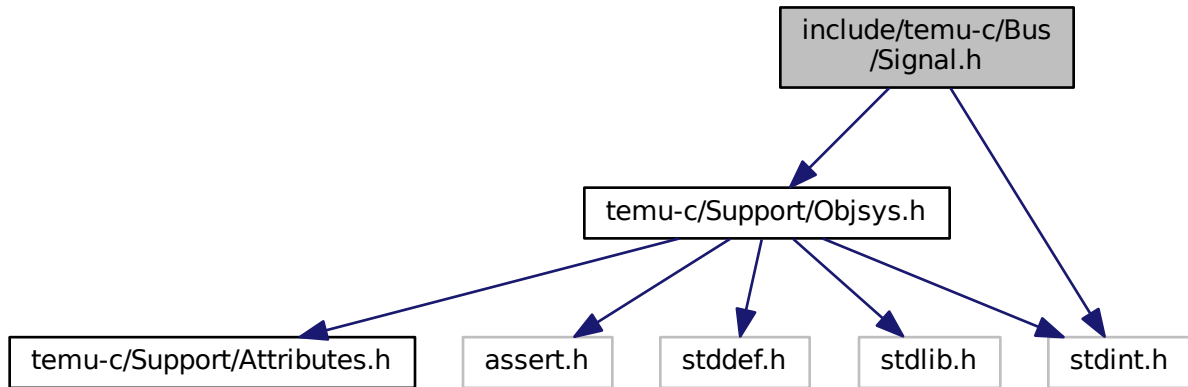 include/temu-c/Bus
/Signal.h
temu-c/Support/Objsys.h
temu-c/Support/Attributes.h
assert.h
stddef.h
stdlib.h
stdint.h